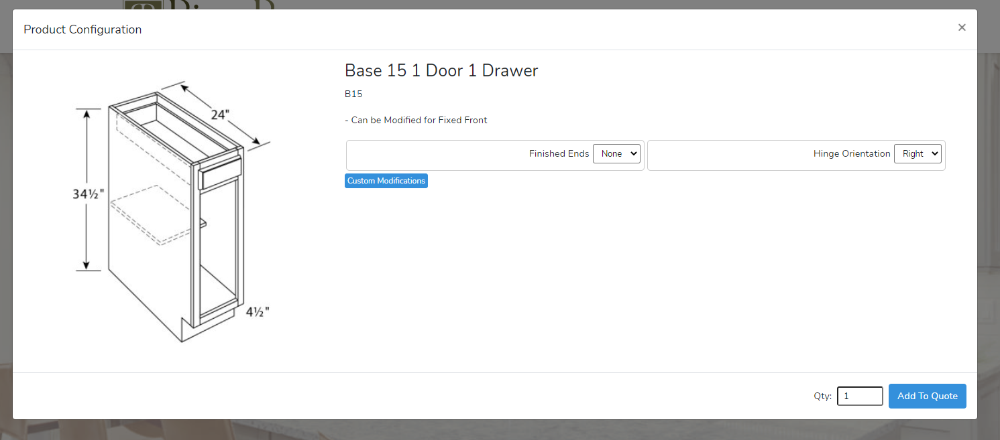 Product Configuration
×
Base 15 1 Door 1 Drawer
B15
- Can be Modified for Fixed Front
Finished Ends None
Hinge Orientation Right
Custom Modifications
24"
34½"
4½"
Qty: 1 Add To Quote